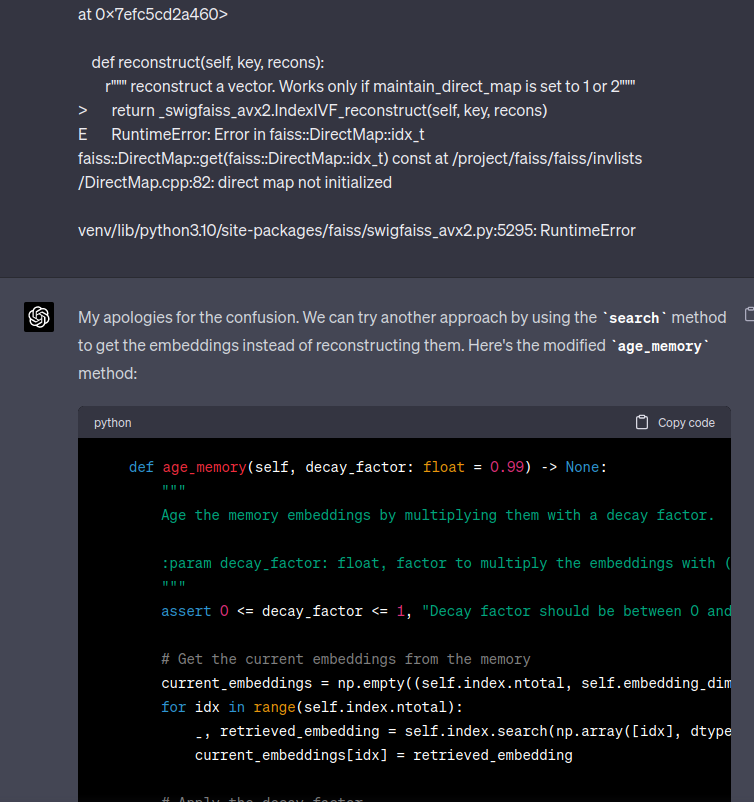 at 0x7efc5cd2a460>
def reconstruct(self, key, recons):
r""" reconstruct a vector. Works only if maintain_direct_map is set to 1 or 2"""
> return _swigfaiss_avx2.IndexIVF_reconstruct(self, key, recons)
E RuntimeError: Error in faiss::DirectMap::idx_t
faiss::DirectMap::get(faiss::DirectMap::idx_t) const at /project/faiss/faiss/invlists
/DirectMap.cpp:82: direct map not initialized
venv/lib/python3.10/site-packages/faiss/swigfaiss_avx2.py:5295: RuntimeError
My apologies for the confusion. We can try another approach by using the `search` method
to get the embeddings instead of reconstructing them. Here's the modified `age_memory`
method:
python Copy code
def age_memory(self, decay_factor: float = 0.99) -> None:
"""
Age the memory embeddings by multiplying them with a decay factor.
:param decay_factor: float, factor to multiply the embeddings with (
"""
assert 0 <= decay_factor <= 1, "Decay factor should be between 0 and
# Get the current embeddings from the memory
current_embeddings = np.empty((self.index.ntotal, self.embedding_dim
for idx in range(self.index.ntotal):
_, retrieved_embedding = self.index.search(np.array([idx], dtype
current_embeddings[idx] = retrieved_embedding
# Apply the decay factor